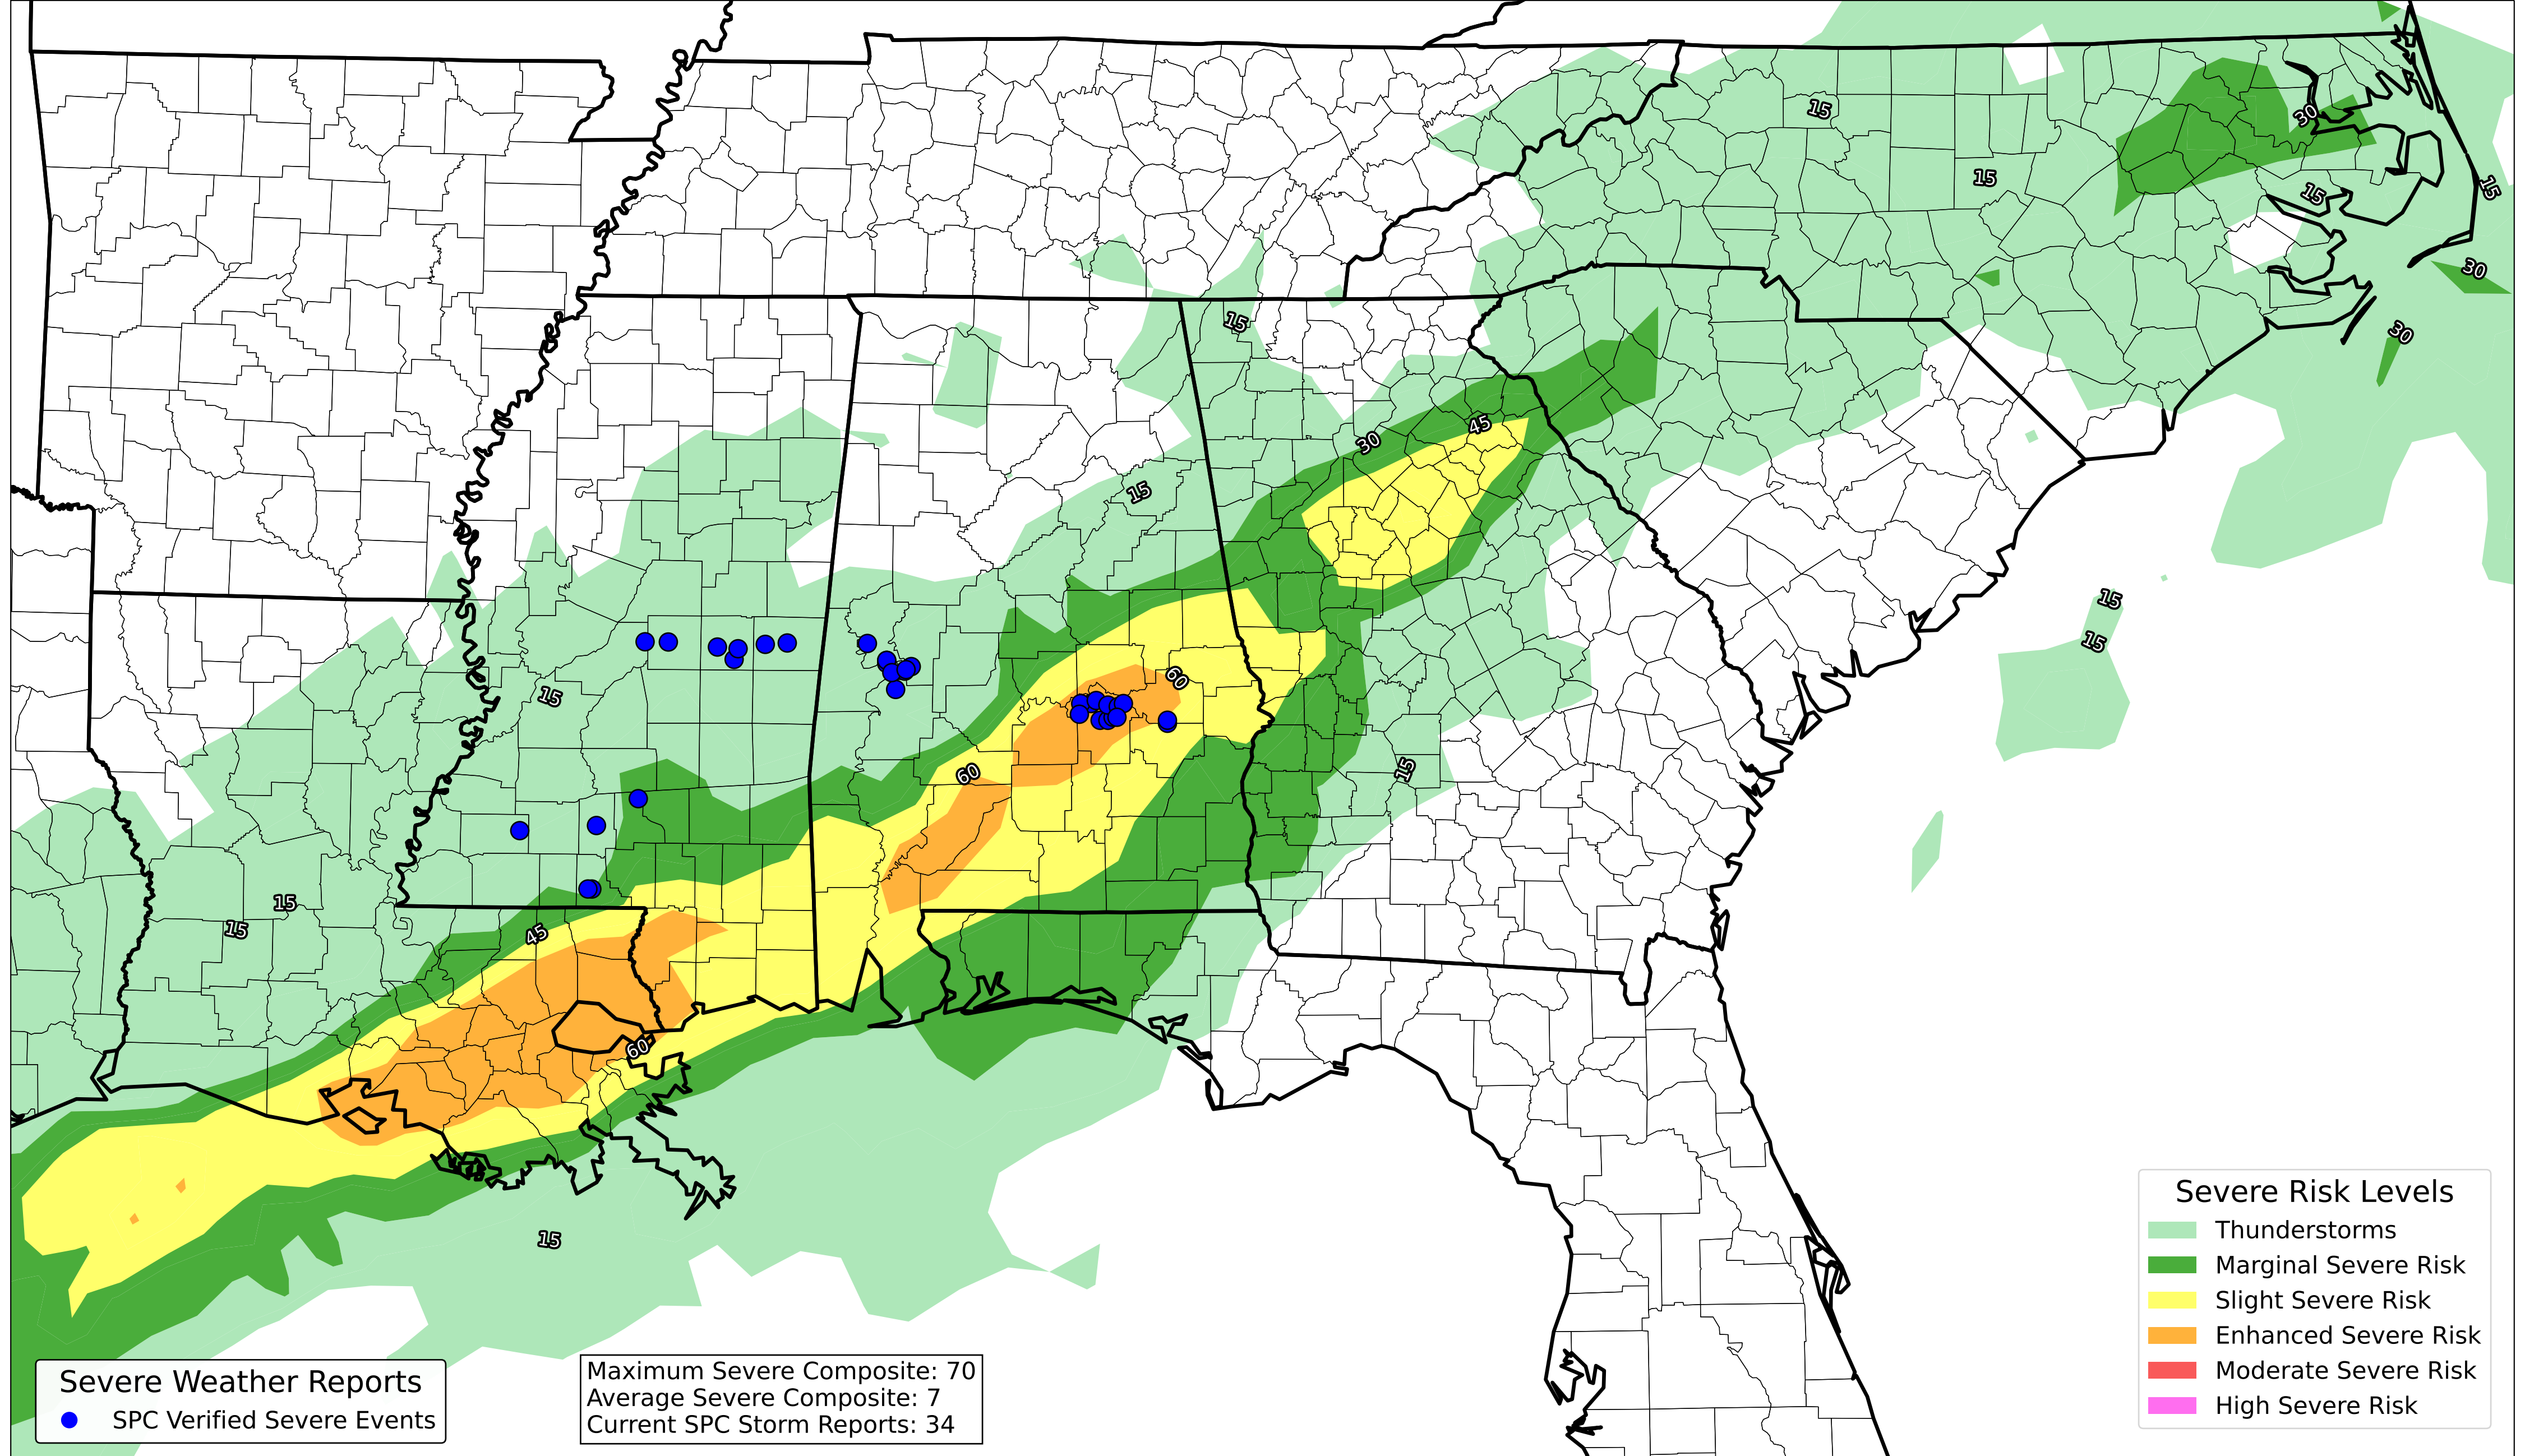 15
30
15
15
15
30
15
30
45
30
15
15
15
15
60
15
60
15
15
15
45
60
15
Severe Risk Levels
Thunderstorms
Marginal Severe Risk
Slight Severe Risk
Enhanced Severe Risk
Moderate Severe Risk
High Severe Risk
Severe Weather Reports
SPC Verified Severe Events
Maximum Severe Composite: 70
Average Severe Composite: 7
Current SPC Storm Reports: 34